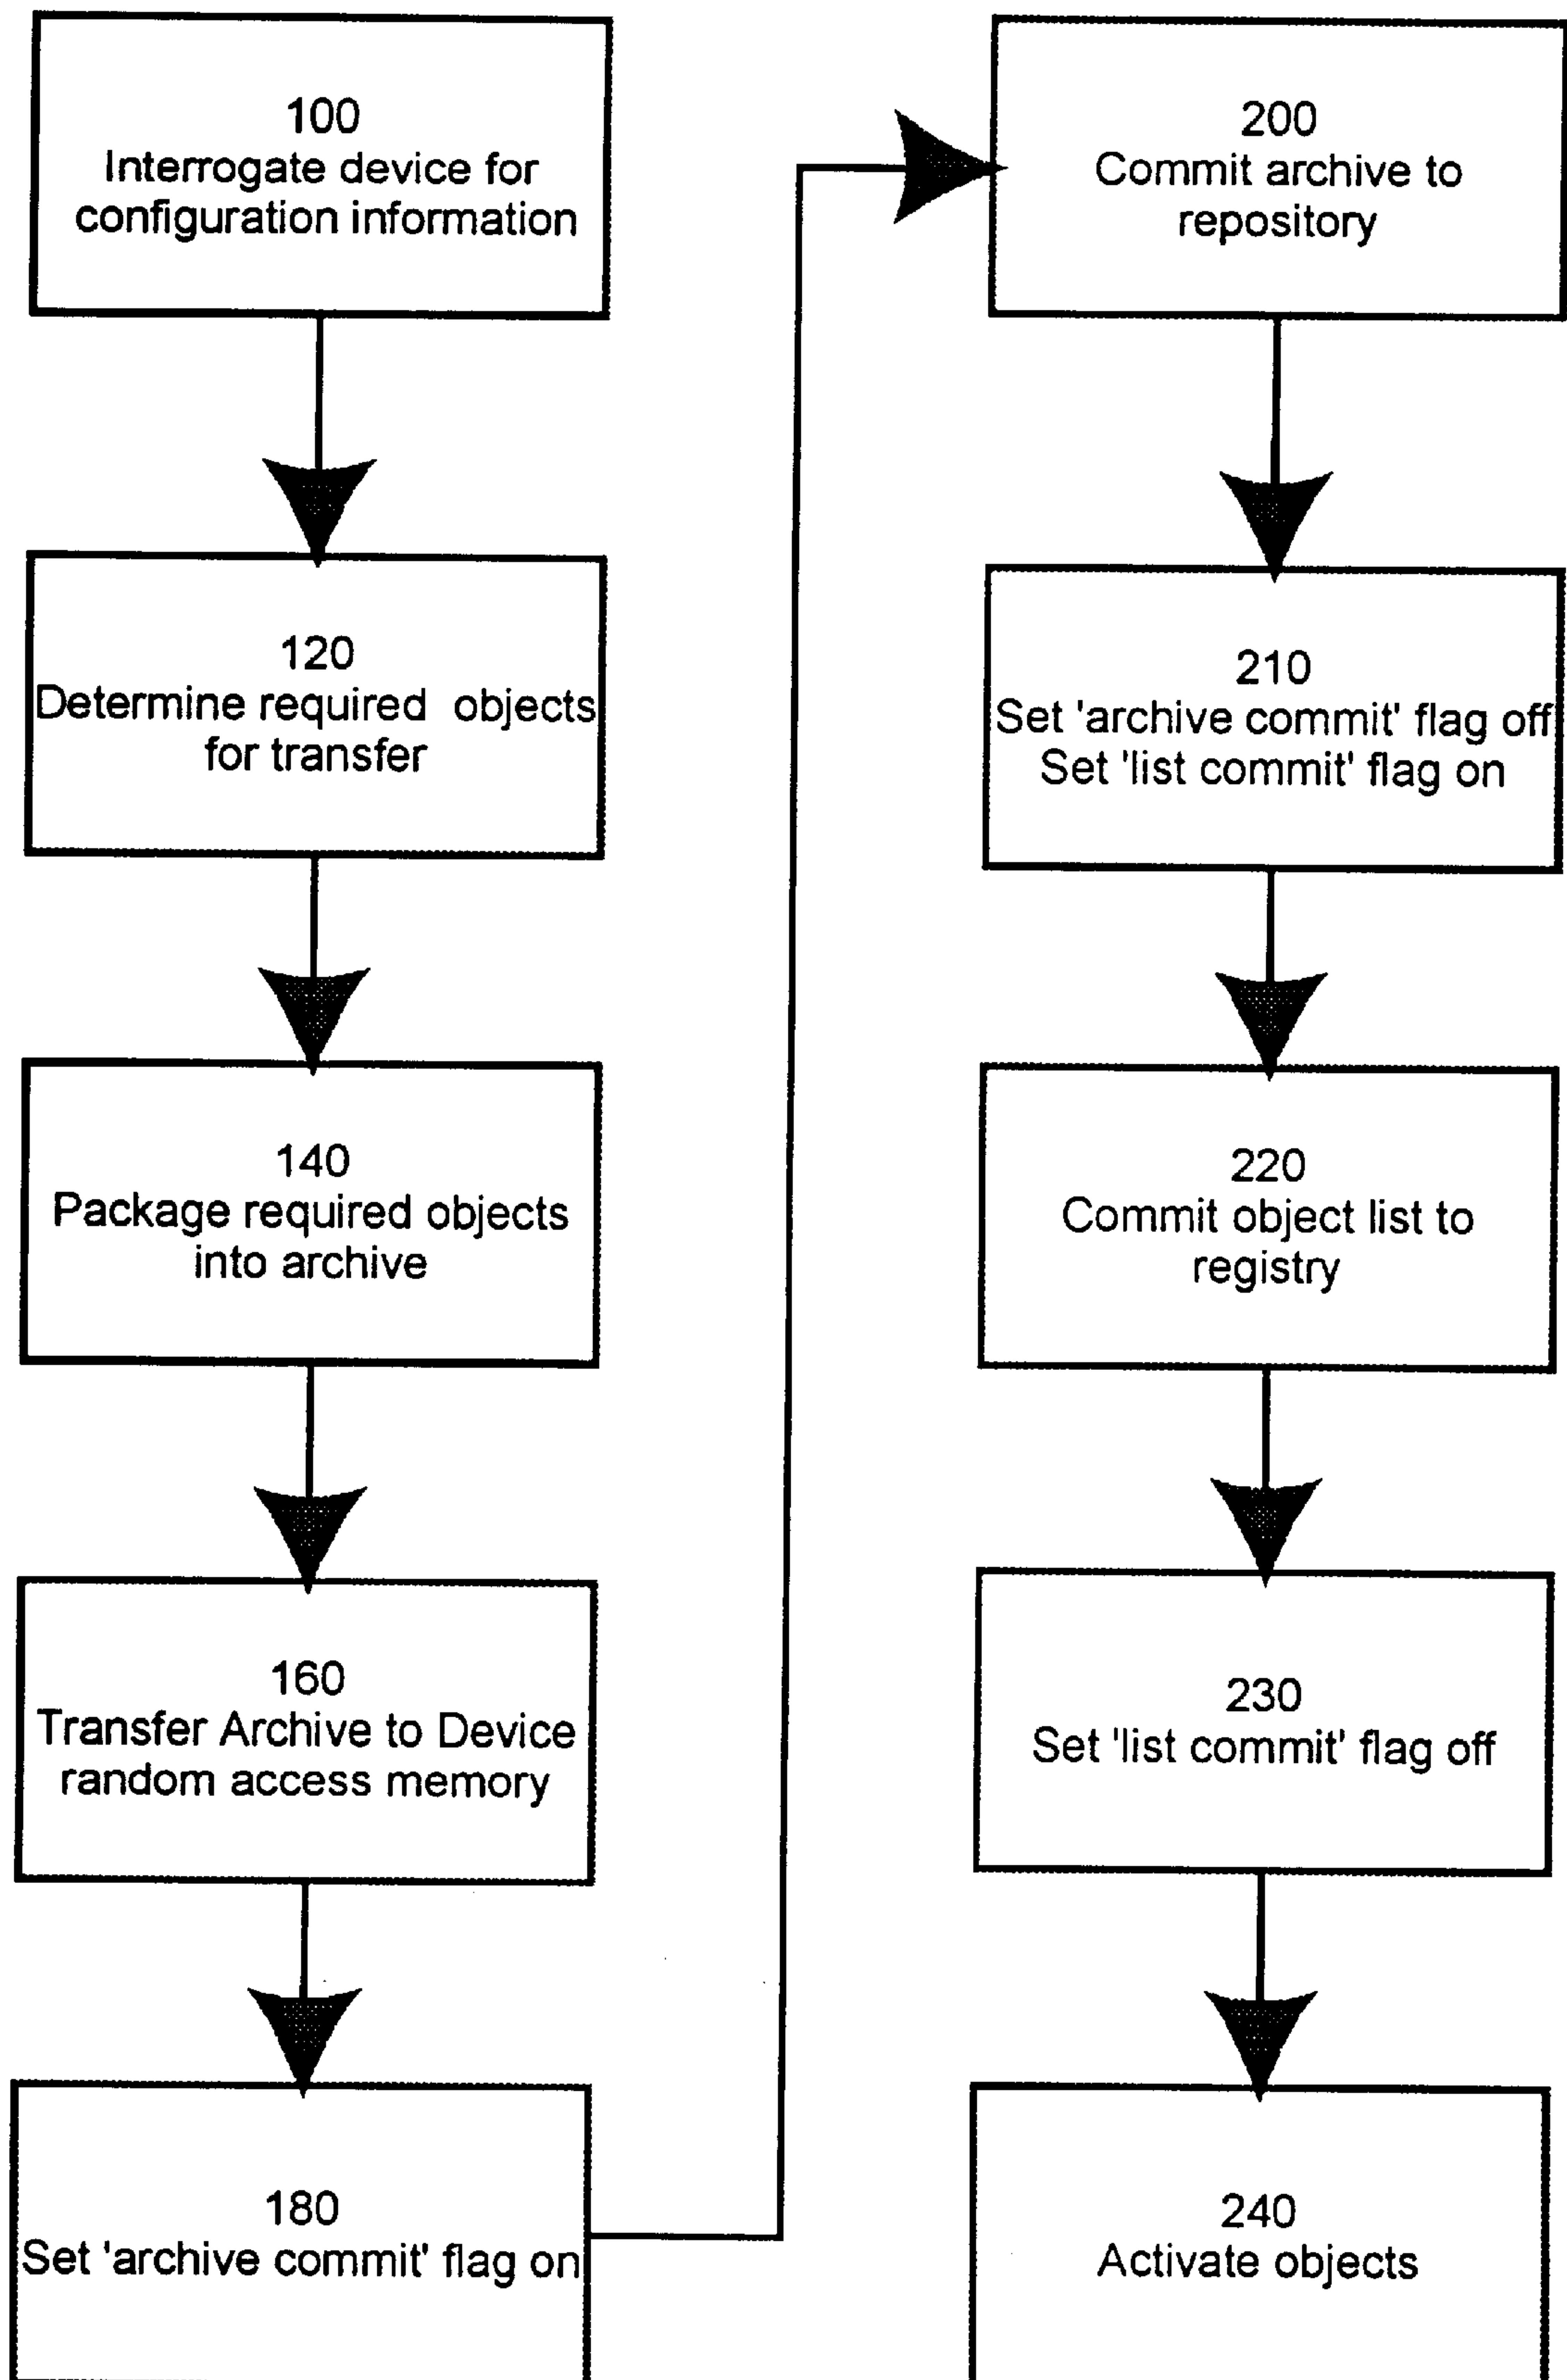 100
Interrogate device for
configuration information
120
Determine required objects
for transfer
140
Package required objects
into archive
160
Transfer Archive to Device
random access memory
180
Set 'archive commit' flag on
200
Commit archive to
repository
210
Set 'archive commit' flag off
Set 'list commit' flag on
220
Commit object list to
registry
230
Set 'list commit' flag off
240
Activate objects